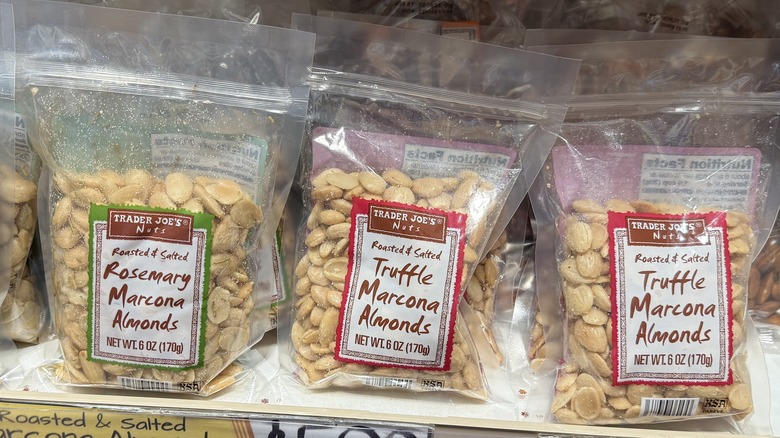 TRADER JOE'S®
Nuts
Roasted & Salted
Rosemary
Marcona
Almonds
NET WT. 6 OZ (170g)
Nutrition Facts
TRADER JOE'S®
Nuts
Roasted & Salted
Truffle
Marcona
Almonds
NET WT. 6 OZ (170g)
Nutrition Facts
TRADER JOE'S®
Nuts
Roasted & Salted
Truffle
Marcona
Almonds
NET WT. 6 OZ (170g)
Roasted & Salted